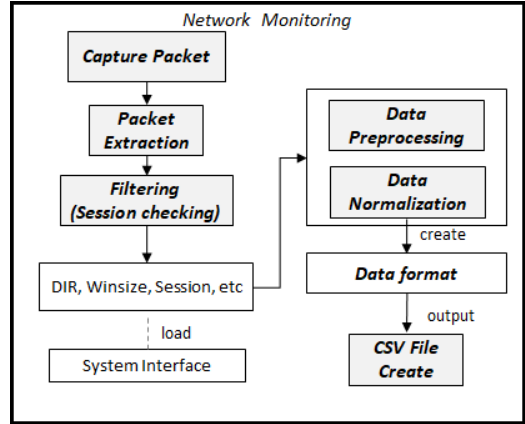 Network Monitoring
Capture Packet
Packet
Extraction
Filtering
(Session checking)
DIR, Winsize, Session, etc
load
System Interface
Data
Preprocessing
Data
Normalization
create
Data format
output
CSV File
Create